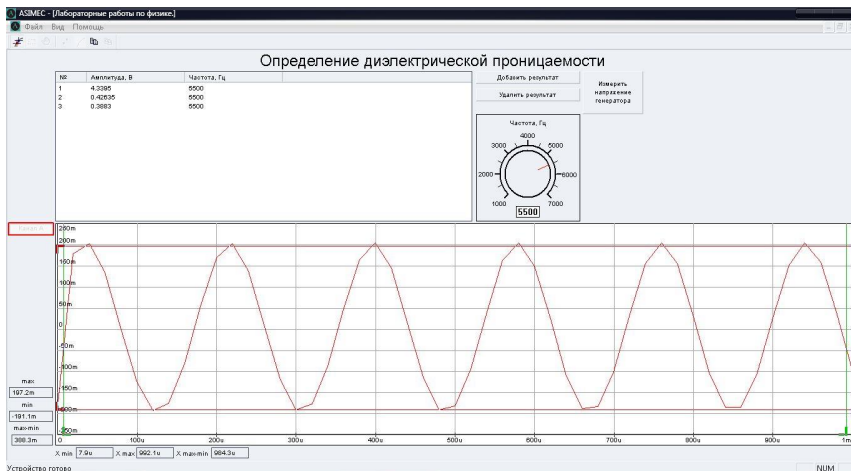 ASIMEC - [Лабораторные работы по физике.]
Файл Вид Помощь
Определение диэлектрической проницаемости
№ Амплитуда, В Частота, Гц
1 4.3395 5500
2 0.42635 5500
3 0.3883 5500
Добавить результат
Удалить результат
Измерить напряжение генератора
Частота, Гц
4000
3000 5000
2000 6000
1000 7000
5500
250m
200m
150m
100m
50m
0
-50m
-100m
-150m
-200m
-250m
max
197.2m
min
-191.1m
max-min
388.3m
0 100u 200u 300u 400u 500u 600u 700u 800u 900u 1m
X min 7.9u X max 992.1u X max-min 984.3u
Устройство готово
NUM